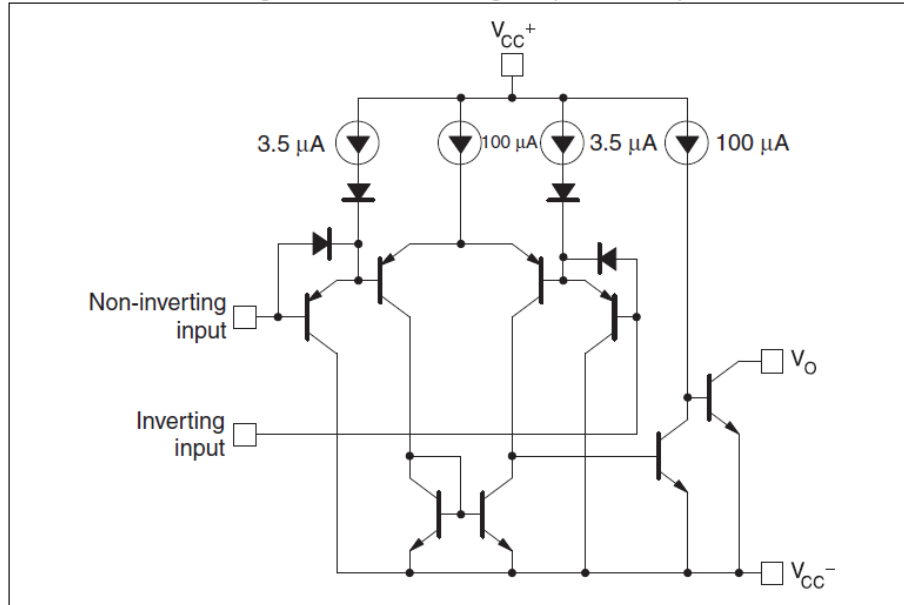 VCC+
3.5 μA
100 μA
3.5 μA
100 μA
Non-inverting
input
VO
Inverting
input
VCC−